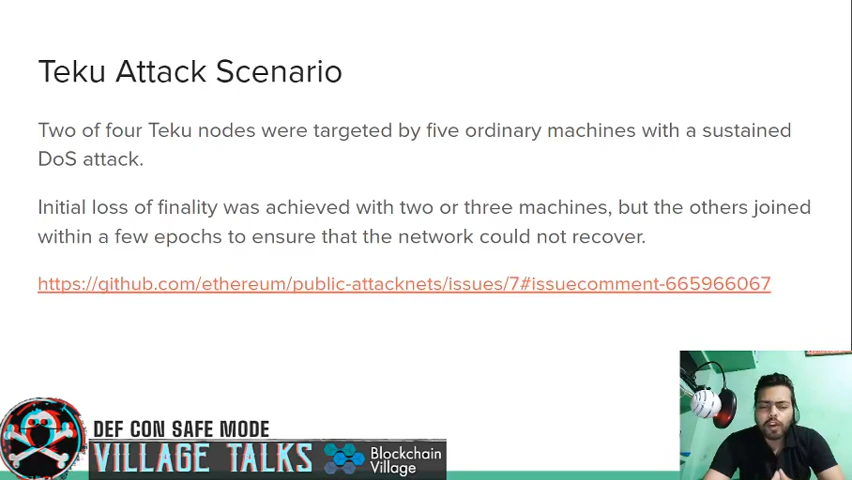 Teku Attack Scenario
Two of four Teku nodes were targeted by five ordinary machines with a sustained
DoS attack.
Initial loss of finality was achieved with two or three machines, but the others joined
within a few epochs to ensure that the network could not recover.
https://github.com/ethereum/public-attacknets/issues/7#issuecomment-665966067
DEF CON SAFE MODE
VILLAGE TALKS
Blockchain
Village